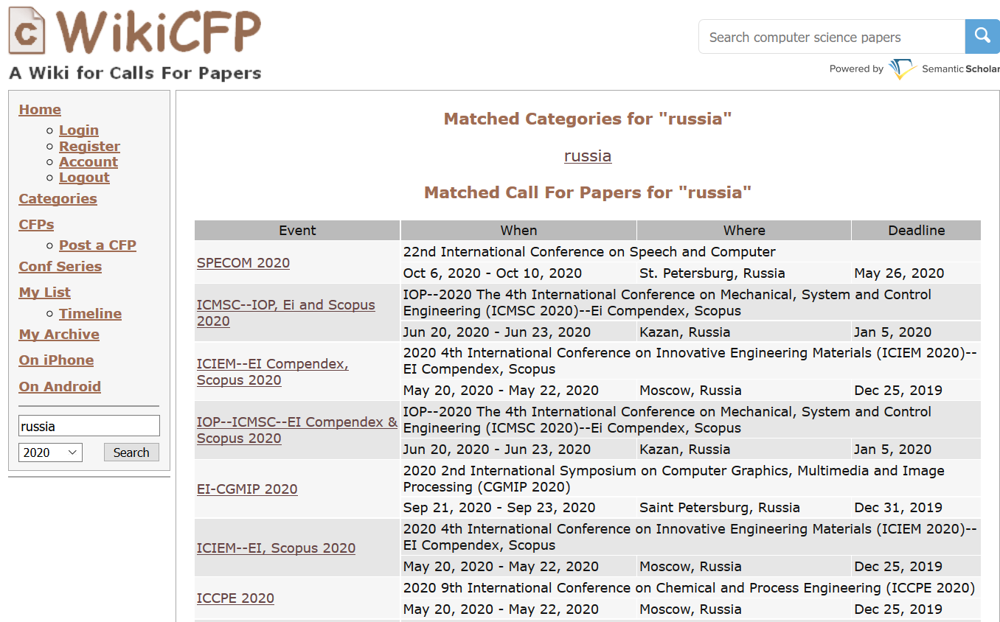 C WikiCFP
A Wiki for Calls For Papers
Search computer science papers
Powered by Semantic Scholar
Home
Login
Register
Account
Logout
Categories
CFPs
Post a CFP
Conf Series
My List
Timeline
My Archive
On iPhone
On Android
russia
2020 Search
Matched Categories for "russia"
russia
Matched Call For Papers for "russia"
Event When Where Deadline
SPECOM 2020
22nd International Conference on Speech and Computer
Oct 6, 2020 - Oct 10, 2020 St. Petersburg, Russia May 26, 2020
ICMSC--IOP, Ei and Scopus
2020
IOP--2020 The 4th International Conference on Mechanical, System and Control
Engineering (ICMSC 2020)--Ei Compendex, Scopus
Jun 20, 2020 - Jun 23, 2020 Kazan, Russia Jan 5, 2020
ICIEM--EI Compendex,
Scopus 2020
2020 4th International Conference on Innovative Engineering Materials (ICIEM 2020)--
EI Compendex, Scopus
May 20, 2020 - May 22, 2020 Moscow, Russia Dec 25, 2019
IOP--ICMSC--EI Compendex &
Scopus 2020
IOP--2020 The 4th International Conference on Mechanical, System and Control
Engineering (ICMSC 2020)--Ei Compendex, Scopus
Jun 20, 2020 - Jun 23, 2020 Kazan, Russia Jan 5, 2020
EI-CGMIP 2020
2020 2nd International Symposium on Computer Graphics, Multimedia and Image
Processing (CGMIP 2020)
Sep 21, 2020 - Sep 23, 2020 Saint Petersburg, Russia Dec 31, 2019
ICIEM--EI, Scopus 2020
2020 4th International Conference on Innovative Engineering Materials (ICIEM 2020)--
EI Compendex, Scopus
May 20, 2020 - May 22, 2020 Moscow, Russia Dec 25, 2019
ICCPE 2020
2020 9th International Conference on Chemical and Process Engineering (ICCPE 2020)
May 20, 2020 - May 22, 2020 Moscow, Russia Dec 25, 2019